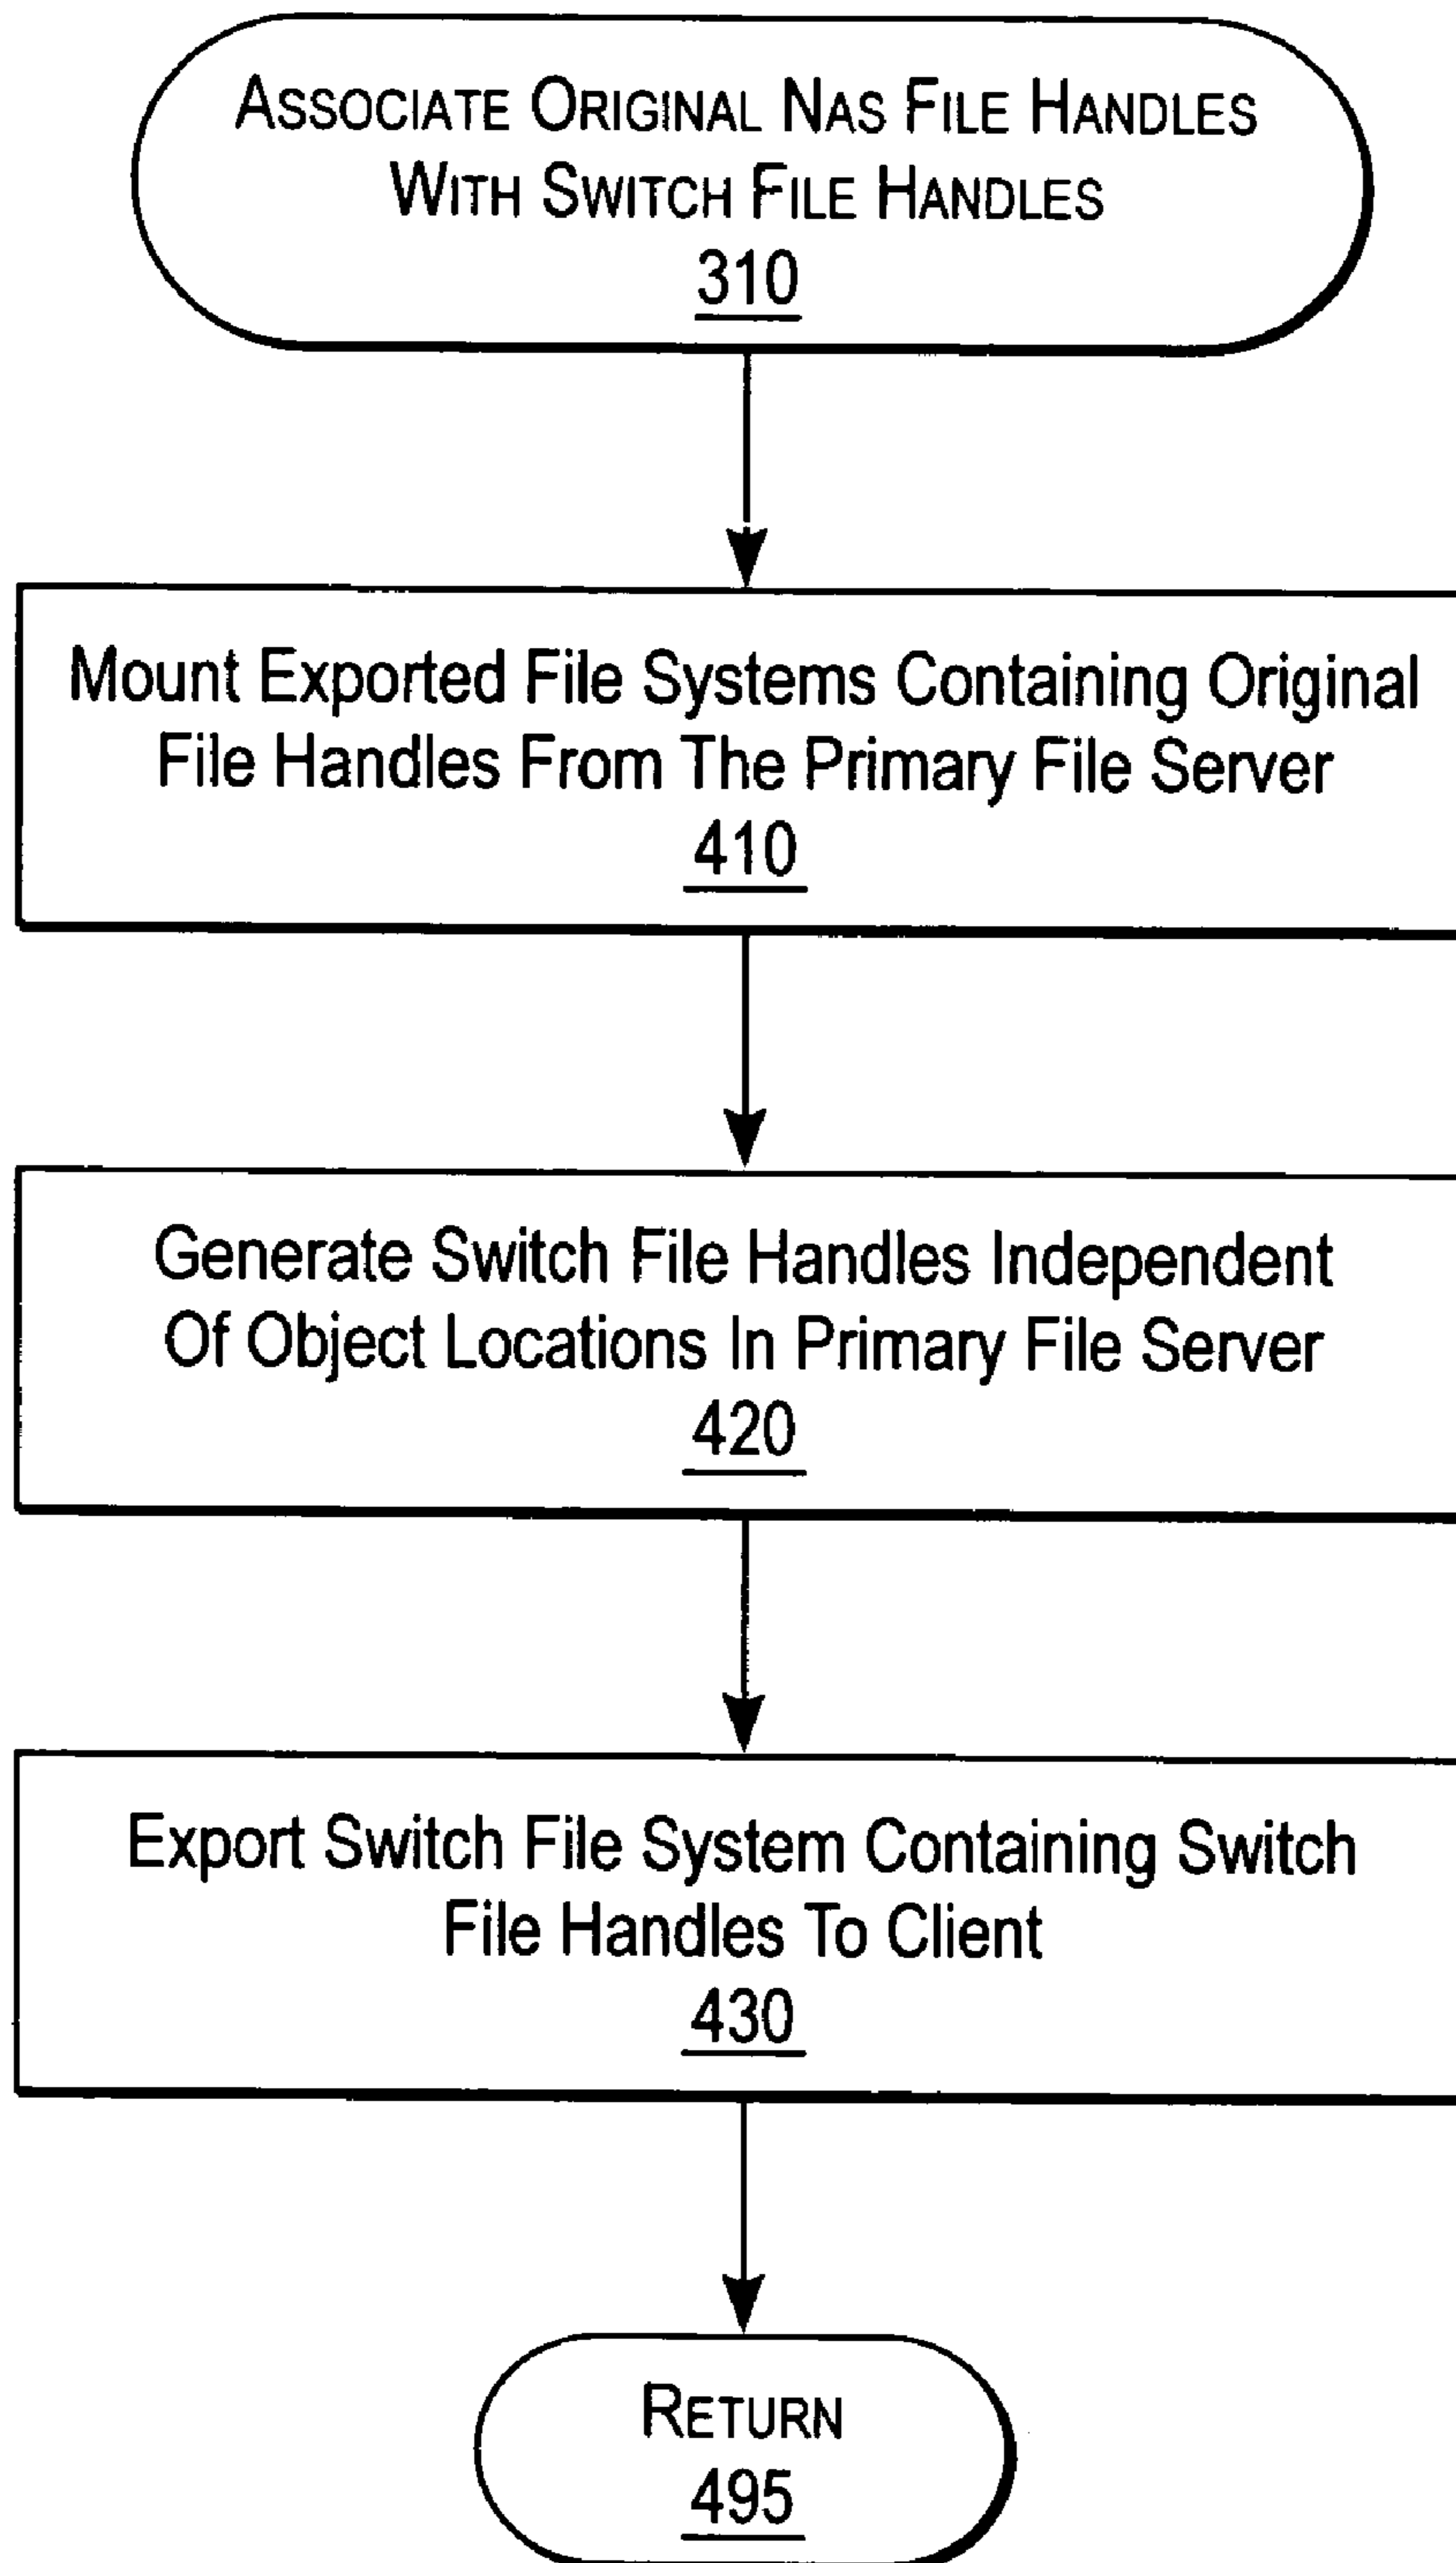 ASSOCIATE ORIGINAL NAS FILE HANDLES
WITH SWITCH FILE HANDLES
310
Mount Exported File Systems Containing Original
File Handles From The Primary File Server
410
Generate Switch File Handles Independent
Of Object Locations In Primary File Server
420
Export Switch File System Containing Switch
File Handles To Client
430
RETURN
495